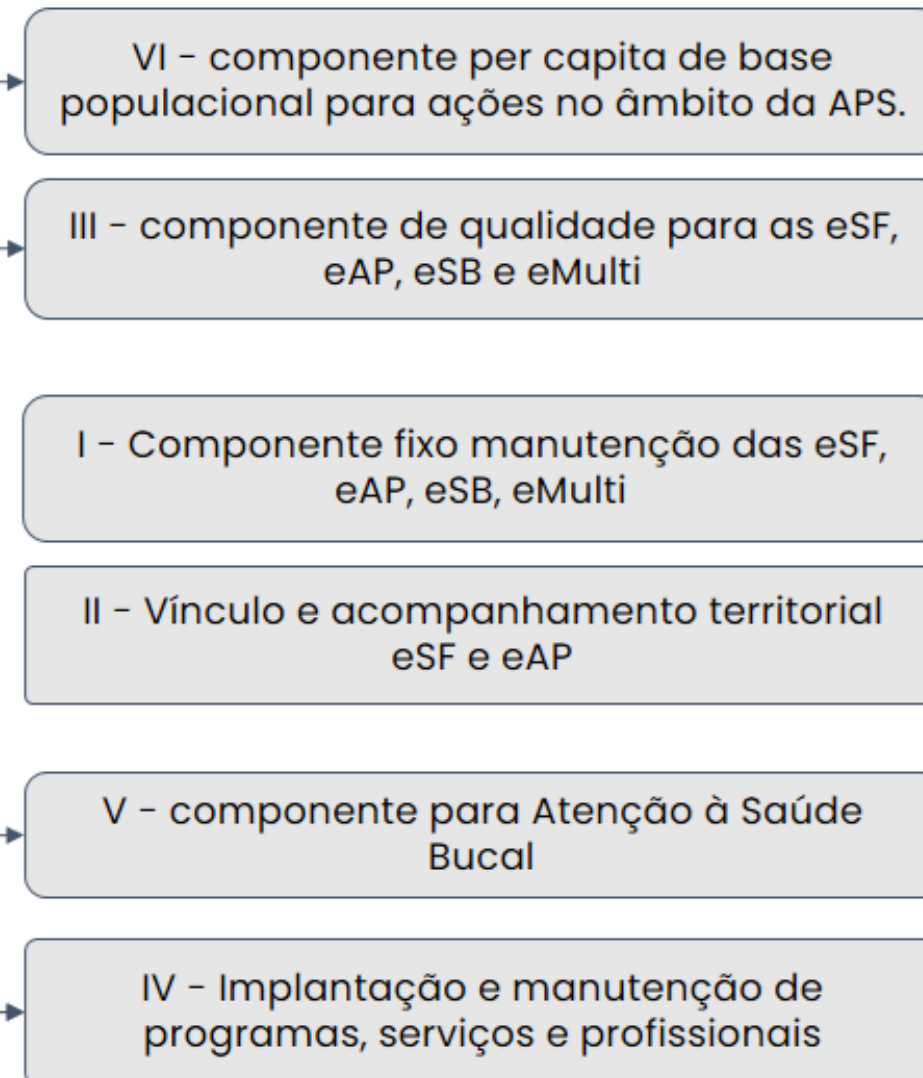 VI - componente per capita de base
populacional para ações no âmbito da APS.
III - componente de qualidade para as eSF,
eAP, eSB e eMulti
I - Componente fixo manutenção das eSF,
eAP, eSB, eMulti
II - Vínculo e acompanhamento territorial
eSF e eAP
V - componente para Atenção à Saúde
Bucal
IV - Implantação e manutenção de
programas, serviços e profissionais